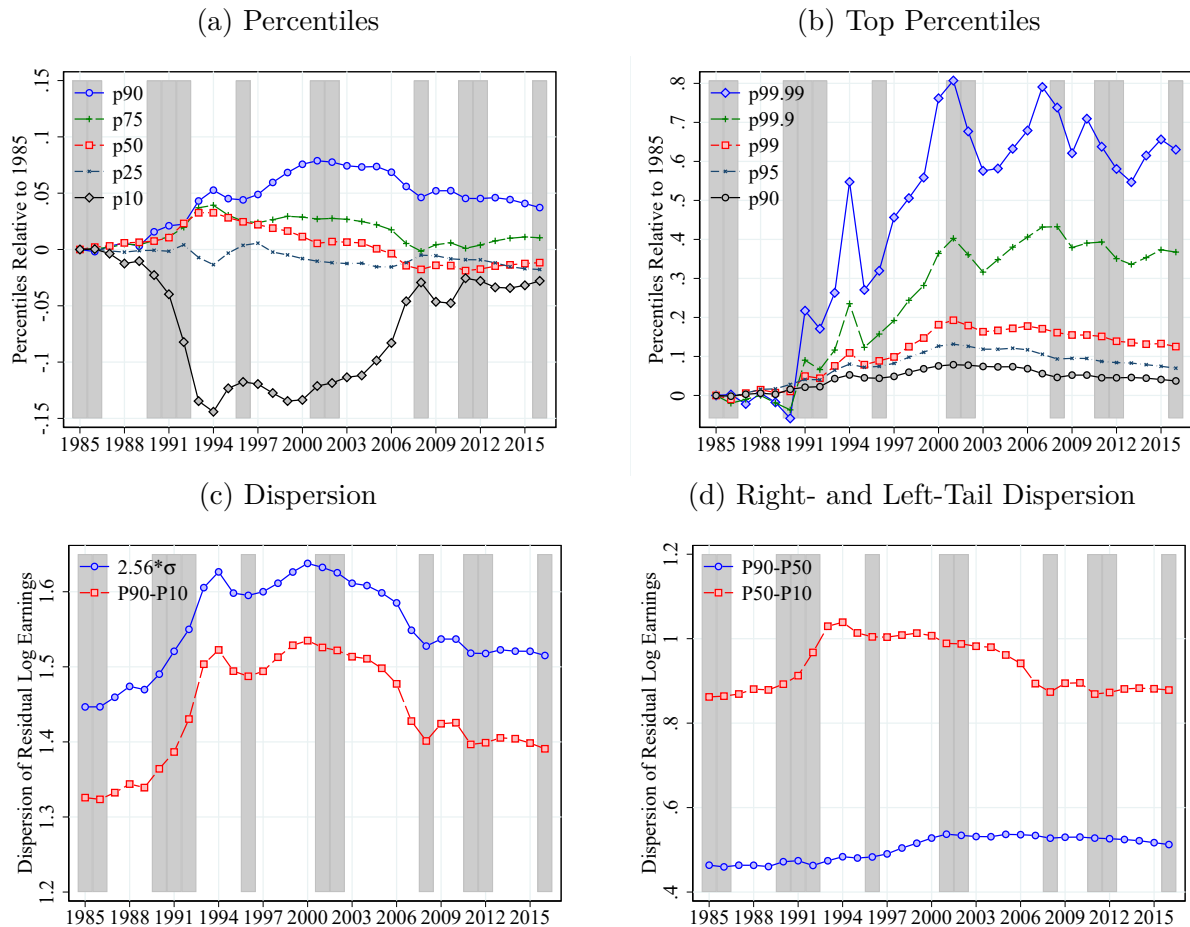 (a) Percentiles
Percentiles Relative to 1985
.15
.1
.05
0
-.05
-.1
-.15
p90
p75
p50
p25
p10
1985 1988 1991 1994 1997 2000 2003 2006 2009 2012 2015
(b) Top Percentiles
Percentiles Relative to 1985
.8
.7
.6
.5
.4
.3
.2
.1
0
p99.99
p99.9
p99
p95
p90
1985 1988 1991 1994 1997 2000 2003 2006 2009 2012 2015
(c) Dispersion
Dispersion of Residual Log Earnings
1.6
1.5
1.4
1.3
1.2
2.56*σ
P90-P10
1985 1988 1991 1994 1997 2000 2003 2006 2009 2012 2015
(d) Right- and Left-Tail Dispersion
Dispersion of Residual Log Earnings
1.2
1
.8
.6
.4
P90-P50
P50-P10
1985 1988 1991 1994 1997 2000 2003 2006 2009 2012 2015